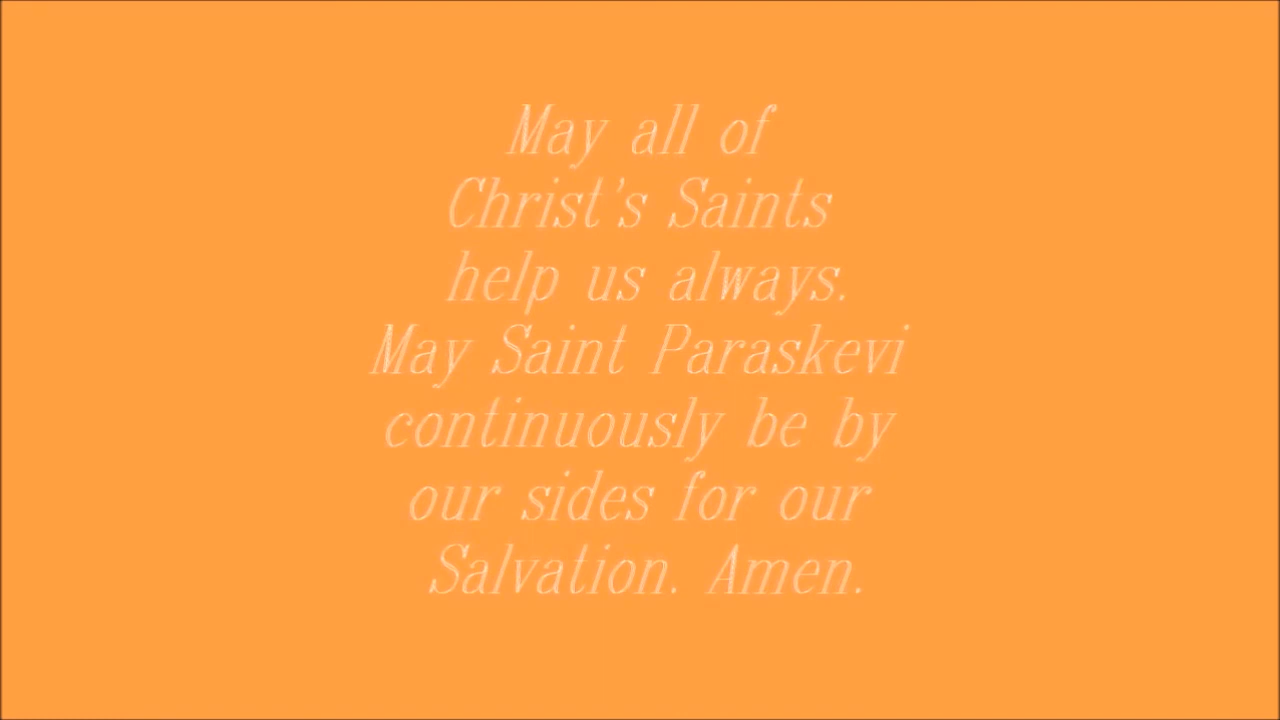 May all of
Christ's Saints
help us always.
May Saint Paraskevi
continuously be by
our sides for our
Salvation. Amen.